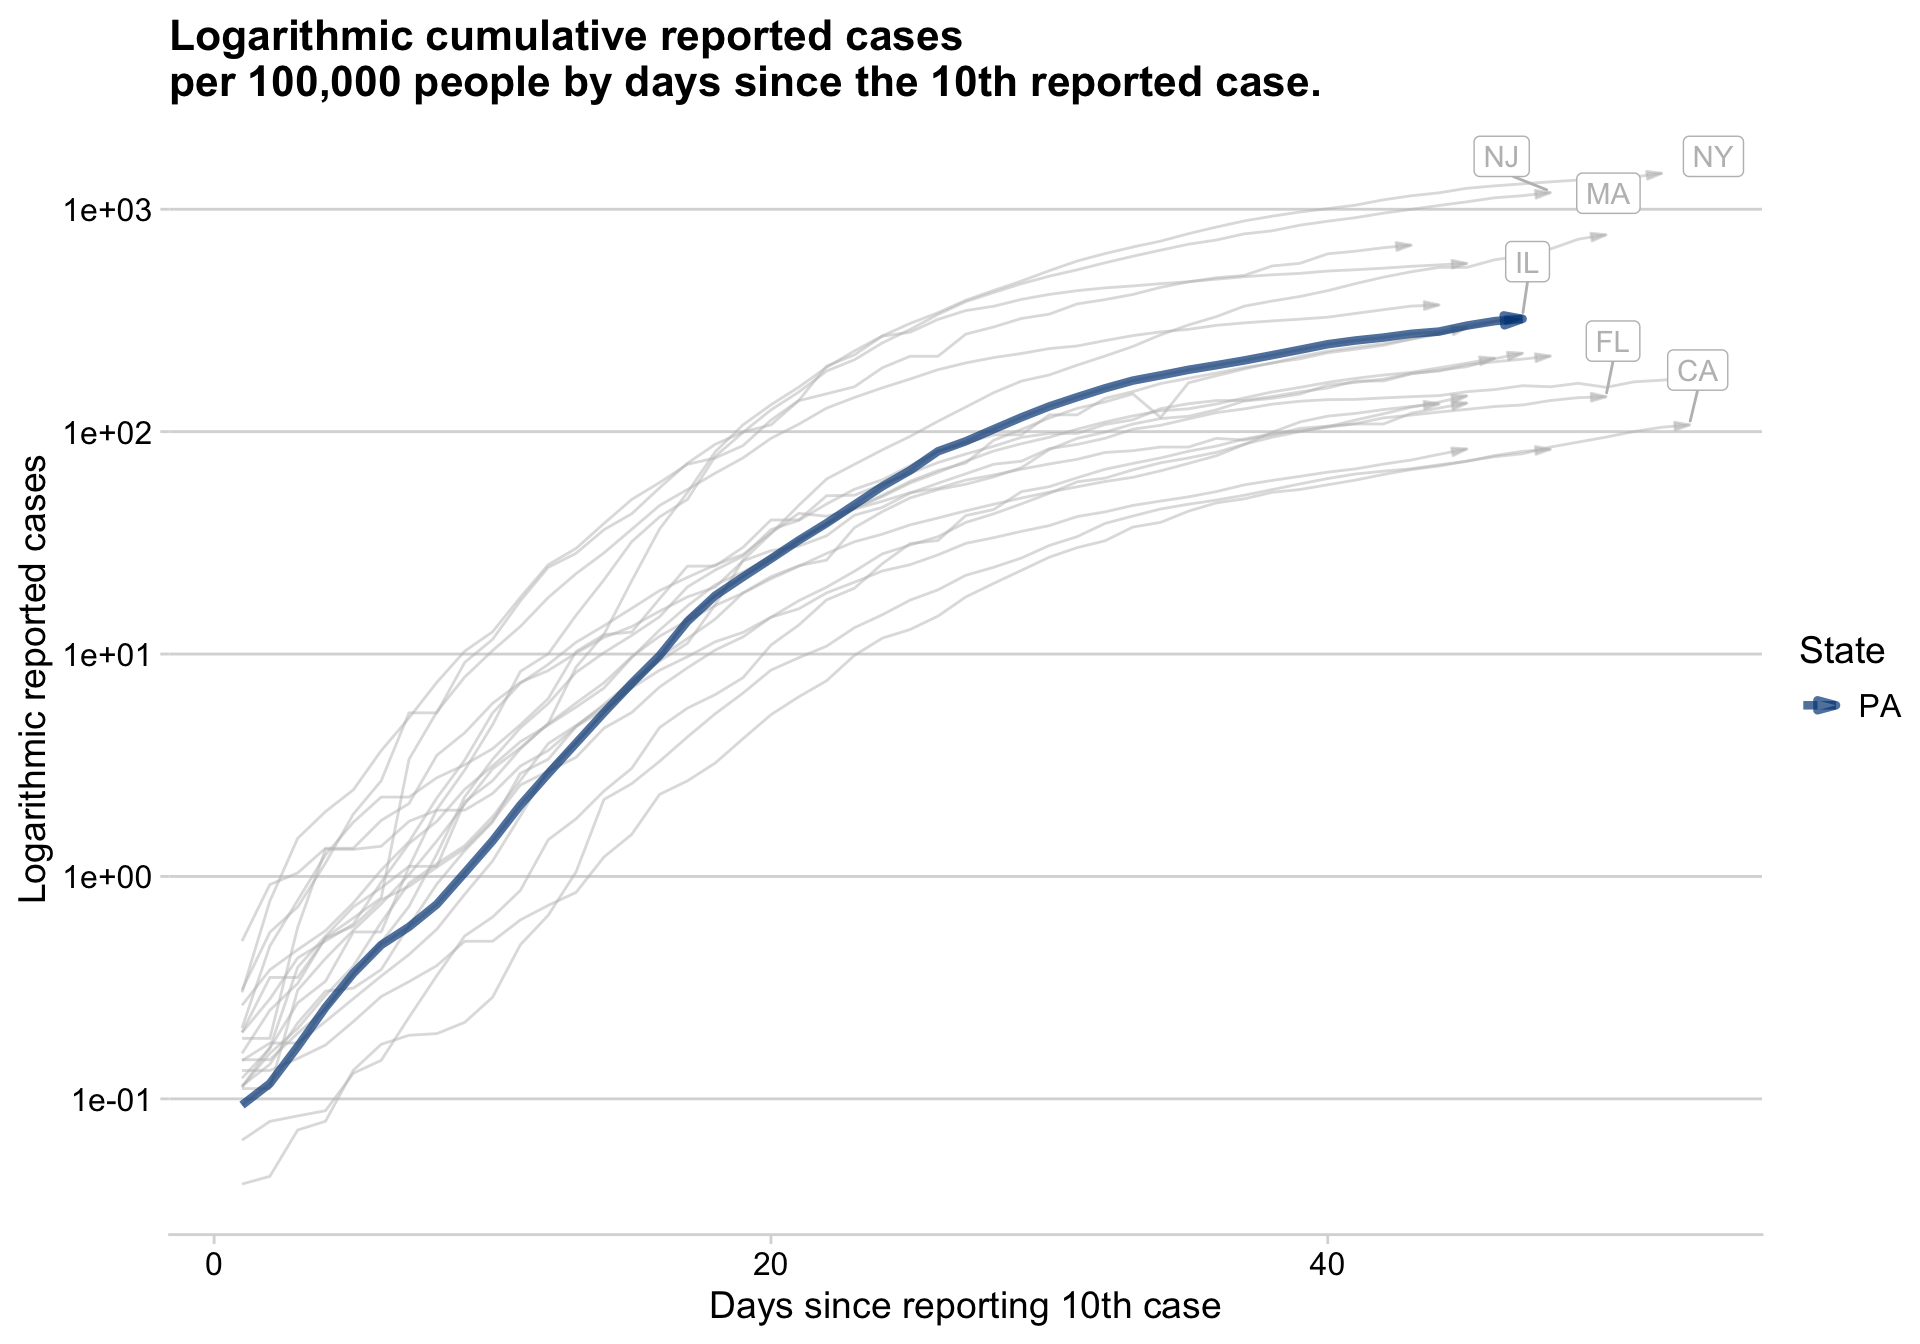 Logarithmic cumulative reported cases
per 100,000 people by days since the 10th reported case.
NJ
NY
MA
IL
FL
CA
1e+03
1e+02
1e+01
1e+00
1e-01
Logarithmic reported cases
0
20
40
Days since reporting 10th case
State
PA